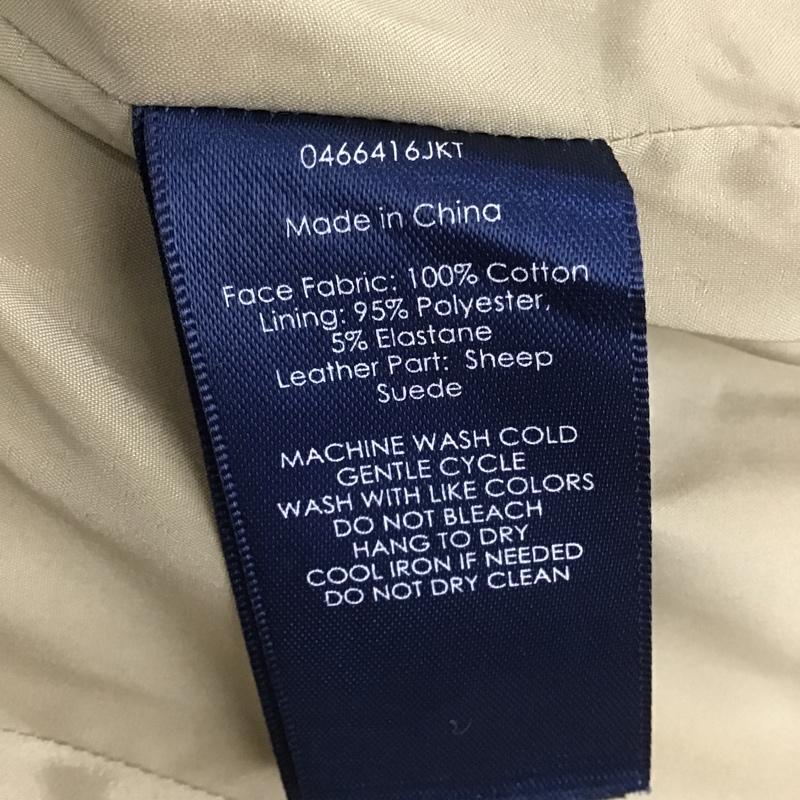 0466416JKT
Made in China
Face Fabric: 100% Cotton
Lining: 95% Polyester,
5% Elastane
Leather Part: Sheep
Suede
MACHINE WASH COLD
GENTLE CYCLE
WASH WITH LIKE COLORS
DO NOT BLEACH
HANG TO DRY
COOL IRON IF NEEDED
DO NOT DRY CLEAN